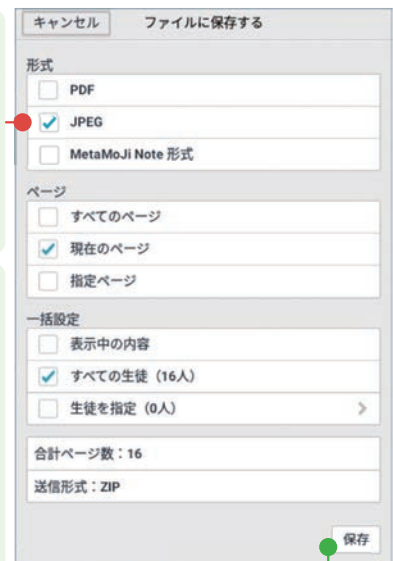 キャンセル
ファイルに保存する
形式
PDF
JPEG
MetaMoJi Note 形式
ページ
すべてのページ
現在のページ
指定ページ
一括設定
表示中の内容
すべての生徒（16人）
生徒を指定（0人）
合計ページ数：16
送信形式：ZIP
保存